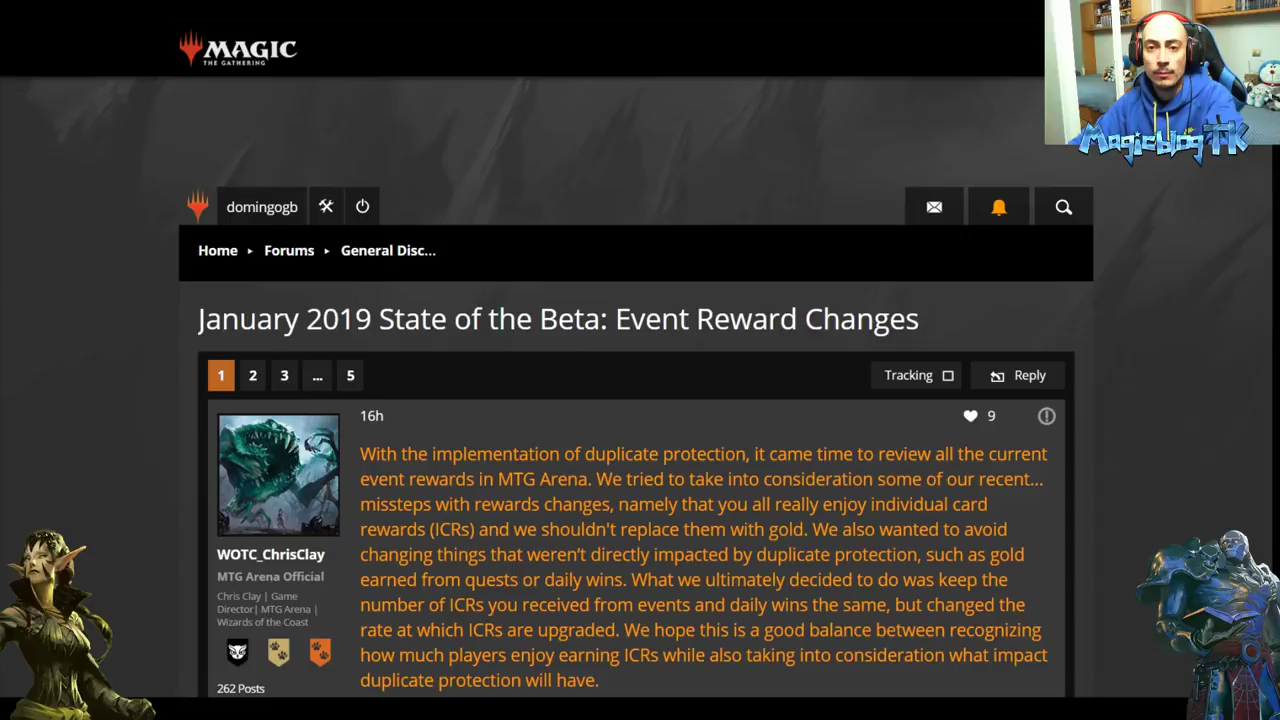 MAGIC
THE GATHERING
MagicblogTK
domingogb
Home ▸ Forums ▸ General Disc...
January 2019 State of the Beta: Event Reward Changes
1 2 3 ... 5 Tracking Reply
16h 9
With the implementation of duplicate protection, it came time to review all the current
event rewards in MTG Arena. We tried to take into consideration some of our recent...
missteps with rewards changes, namely that you all really enjoy individual card
rewards (ICRs) and we shouldn't replace them with gold. We also wanted to avoid
changing things that weren’t directly impacted by duplicate protection, such as gold
earned from quests or daily wins. What we ultimately decided to do was keep the
number of ICRs you received from events and daily wins the same, but changed the
rate at which ICRs are upgraded. We hope this is a good balance between recognizing
how much players enjoy earning ICRs while also taking into consideration what impact
duplicate protection will have.
WOTC_ChrisClay
MTG Arena Official
Chris Clay | Game
Director| MTG Arena |
Wizards of the Coast
262 Posts